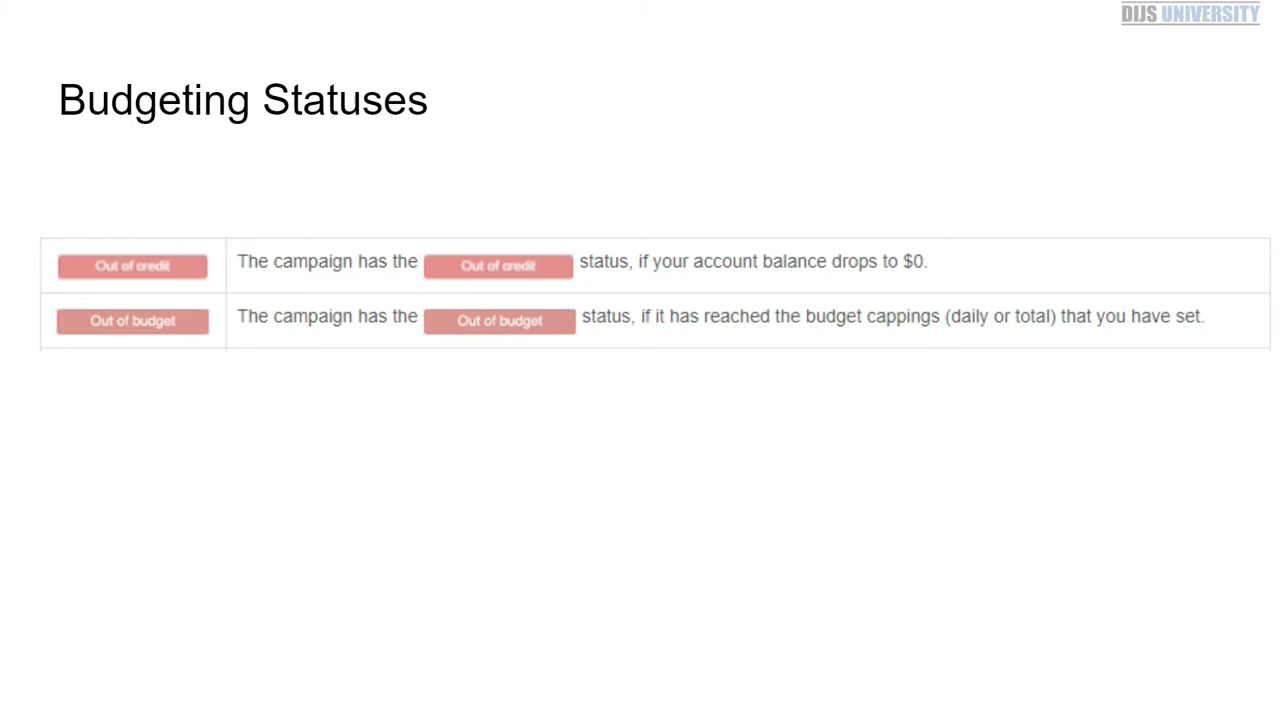 DIJS UNIVERSITY
Budgeting Statuses
Out of credit The campaign has the Out of credit status, if your account balance drops to $0.
Out of budget The campaign has the Out of budget status, if it has reached the budget cappings (daily or total) that you have set.